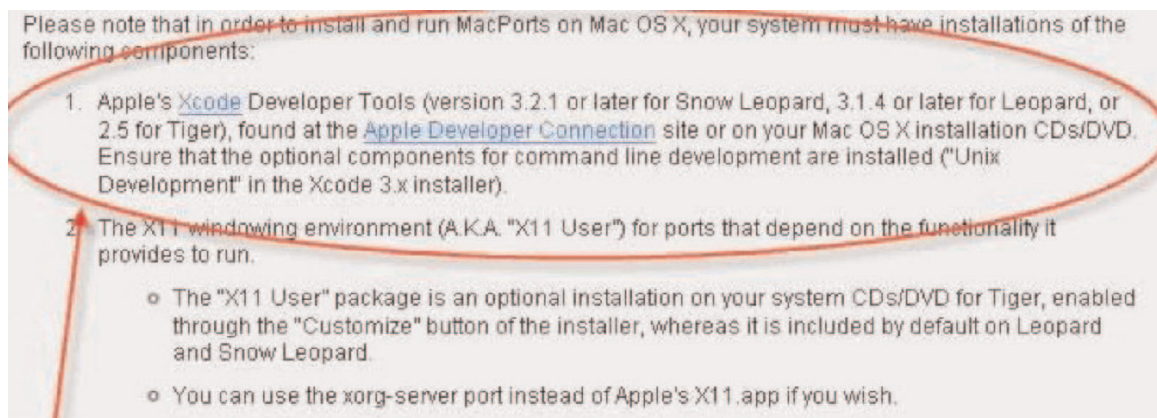 Please note that in order to install and run MacPorts on Mac OS X, your system must have installations of the
following components:
1. Apple's Xcode Developer Tools (version 3.2.1 or later for Snow Leopard, 3.1.4 or later for Leopard, or
2.5 for Tiger), found at the Apple Developer Connection site or on your Mac OS X installation CDs/DVD.
Ensure that the optional components for command line development are installed ("Unix
Development" in the Xcode 3.x installer).
2. The X11 windowing environment (A.K.A. "X11 User") for ports that depend on the functionality it
provides to run.
o The "X11 User" package is an optional installation on your system CDs/DVD for Tiger, enabled
through the "Customize" button of the installer, whereas it is included by default on Leopard
and Snow Leopard.
o You can use the xorg-server port instead of Apple's X11.app if you wish.